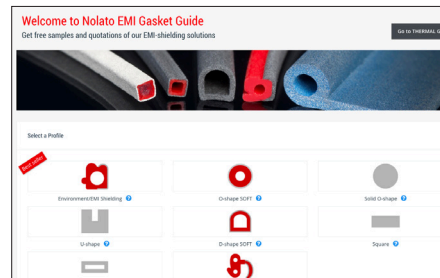 Welcome to Nolato EMI Gasket Guide
Get free samples and quotations of our EMI-shielding solutions
Go to THERMAL G
Select a Profile
Best seller
Environment/EMI Shielding ?
O-shape SOFT ?
Solid O-shape ?
U-shape ?
D-shape SOFT ?
Square ?